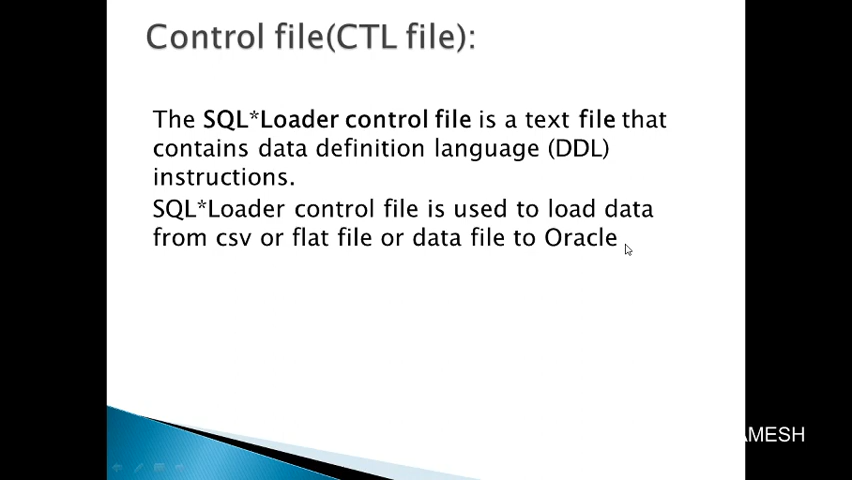 Control file(CTL file):
The SQL*Loader control file is a text file that
contains data definition language (DDL)
instructions.
SQL*Loader control file is used to load data
from csv or flat file or data file to Oracle
AMESH